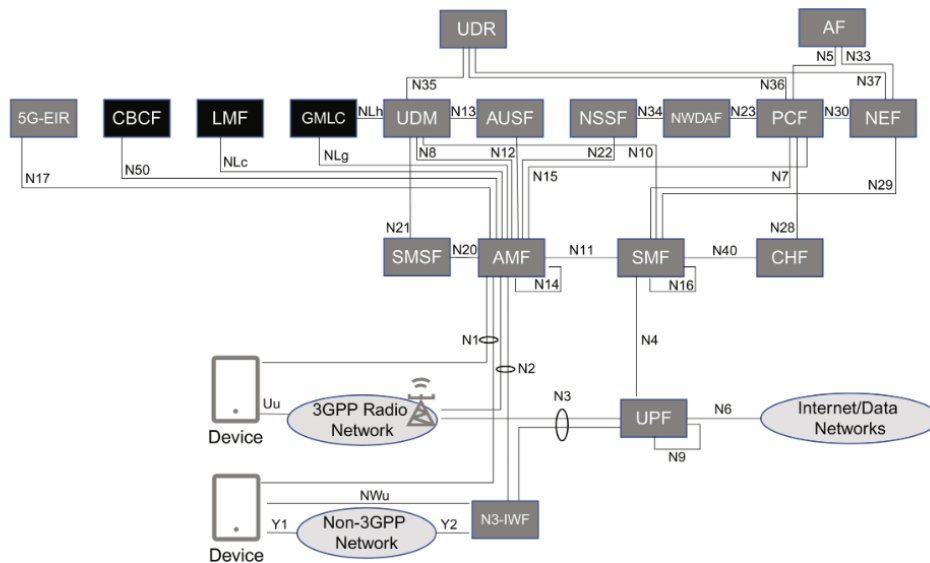 UDR
AF
N5
N33
N35
N36
N37
5G-EIR
CBCF
LMF
GMLC
NLh
UDM
N13
AUSF
NSSF
N34
NWDAF
N23
PCF
N30
NEF
N17
N50
NLc
NLg
N8
N12
N22
N10
N15
N7
N29
N21
N28
SMSF
N20
AMF
N11
SMF
N40
CHF
N14
N16
N1
N4
N2
Uu
3GPP Radio
Network
Device
N3
UPF
N6
Internet/Data
Networks
N9
NWu
Y1
Non-3GPP
Network
Y2
N3-IWF
Device